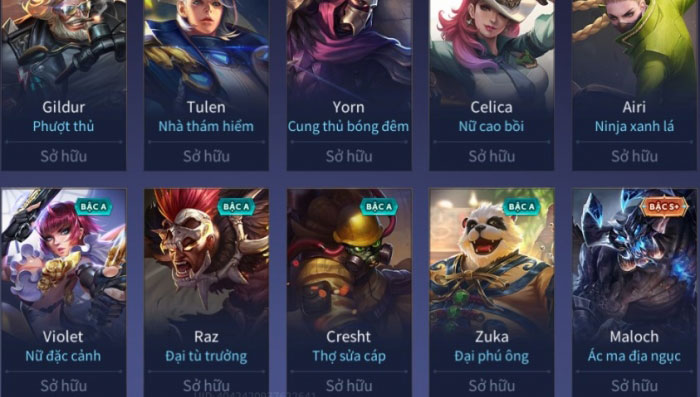 Gildur
Phượt thủ
Sở hữu
Tulen
Nhà thám hiểm
Sở hữu
Yorn
Cung thủ bóng đêm
Sở hữu
Celica
Nữ cao bồi
Sở hữu
Airi
Ninja xanh lá
Sở hữu
BẬC A
Violet
Nữ đặc cảnh
Sở hữu
BẬC A
Raz
Đại tù trưởng
Sở hữu
BẬC A
Cresht
Thợ sửa cáp
Sở hữu
BẬC A
Zuka
Đại phú ông
Sở hữu
BẬC S+
Maloch
Ác ma địa ngục
Sở hữu